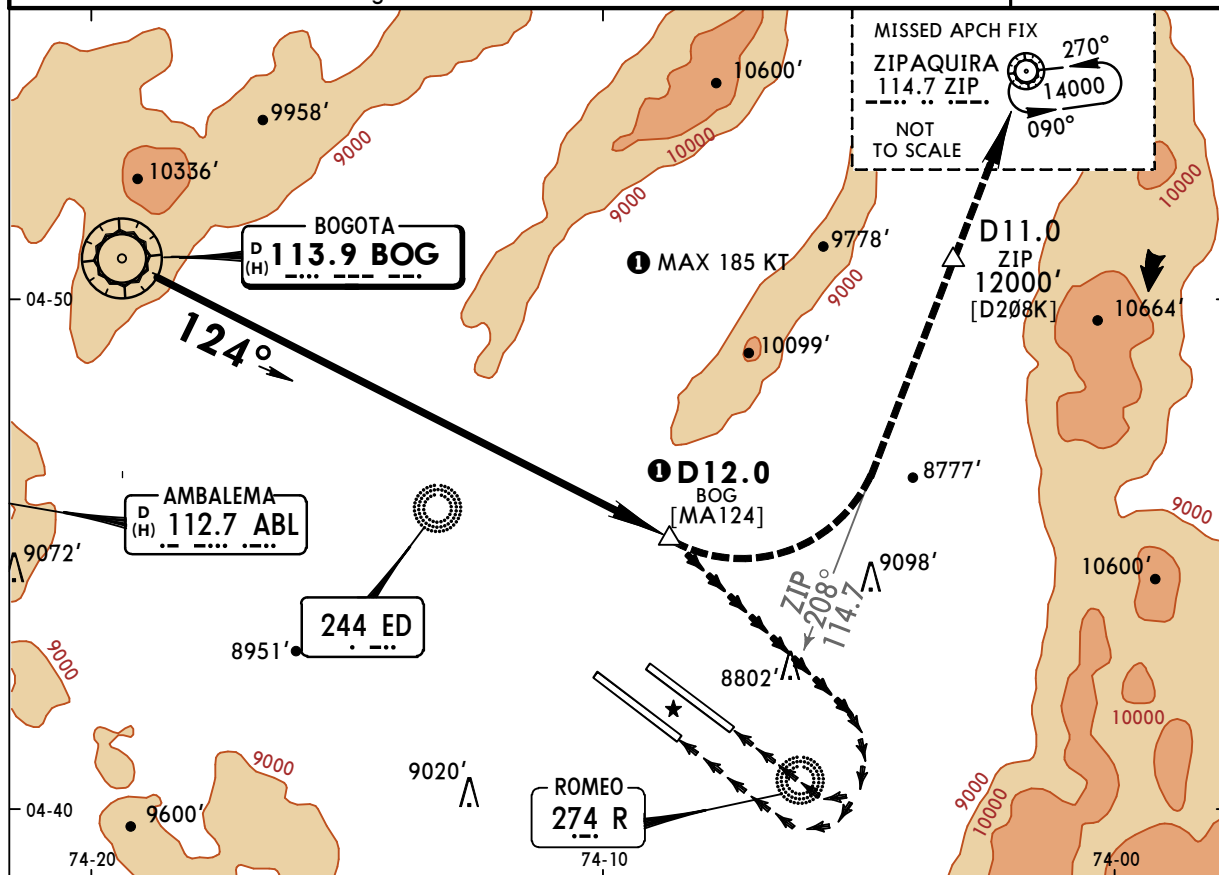 MISSED APCH FIX
ZIPAQUIRA
114.7 ZIP
270°
14000
090°
NOT
TO SCALE
10600'
9958'
9000
10000
10336'
10000
BOGOTA
D
(H)
113.9 BOG
9000
❶ MAX 185 KT
9778'
9000
D11.0
ZIP
12000'
[D208K]
10664'
04-50
124°
10099'
❶ D12.0
BOG
[MA124]
8777'
AMBALEMA
D
(H)
112.7 ABL
9000
9072'
9098'
10600'
ZIP
208°
114.7
244 ED
8951'
9000
8802'
10000
9000
9020'
ROMEO
274 R
9000
10000
04-40
9600'
74-20
74-10
74-00